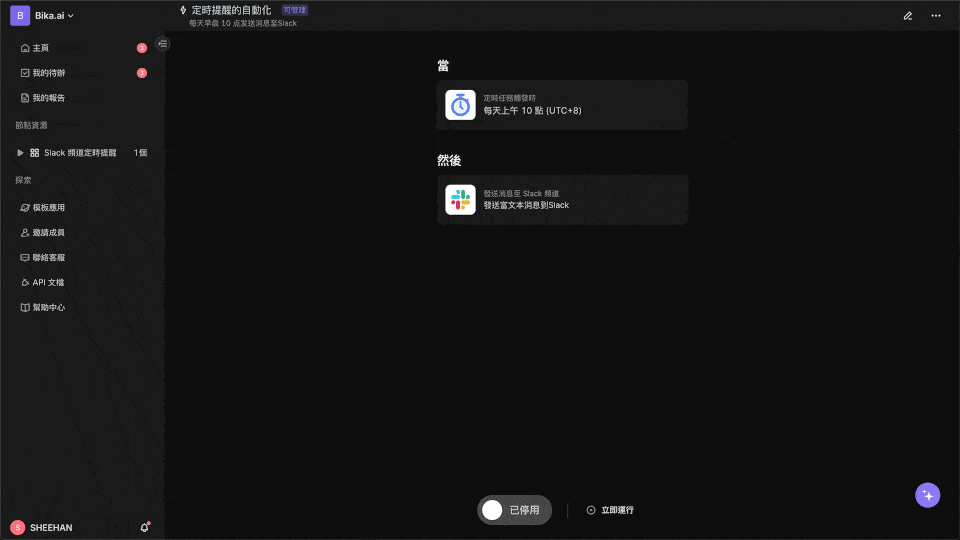 B Bika.ai
定時提醒的自動化 可管理
每天早晨 10 点发送消息至Slack
主頁 3
我的待辦 3
我的報告
節點資源
Slack 頻道定時提醒 1個
探索
模板應用
邀請成員
聯絡客服
API 文檔
幫助中心
S SHEEHAN
當
定時任務觸發時
每天上午 10 點 (UTC+8)
然後
發送消息至 Slack 頻道
發送富文本消息到Slack
已停用
立即運行